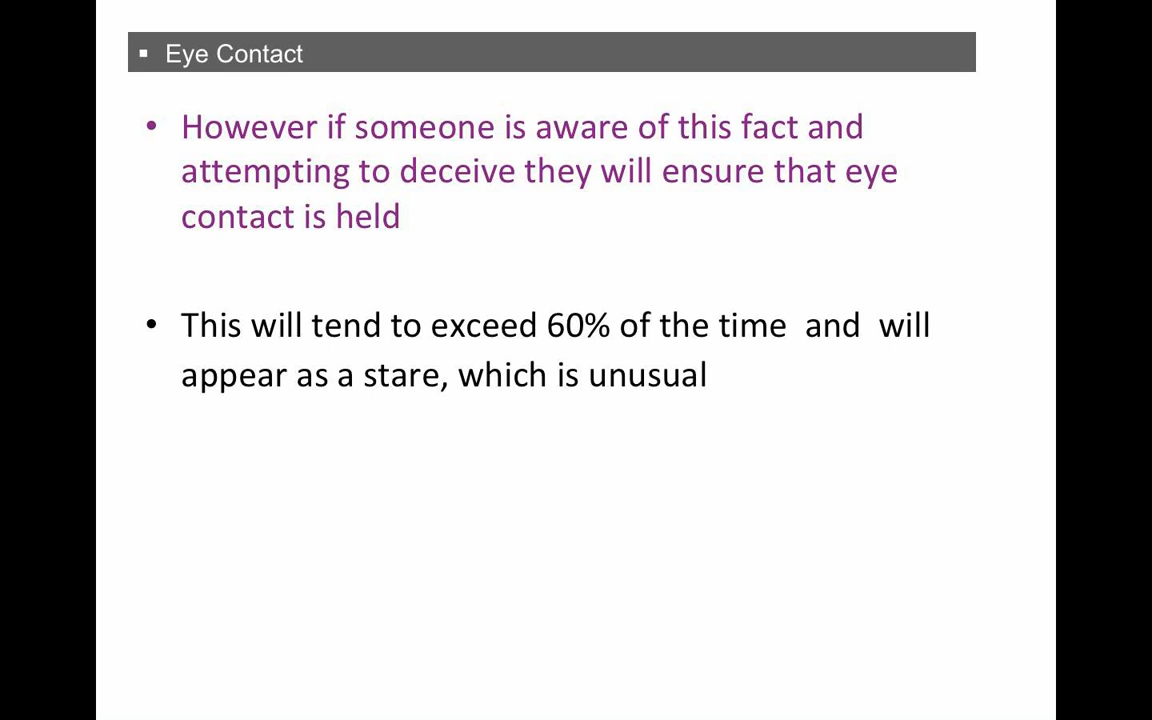 ▪ Eye Contact
• However if someone is aware of this fact and
attempting to deceive they will ensure that eye
contact is held
• This will tend to exceed 60% of the time  and  will
appear as a stare, which is unusual